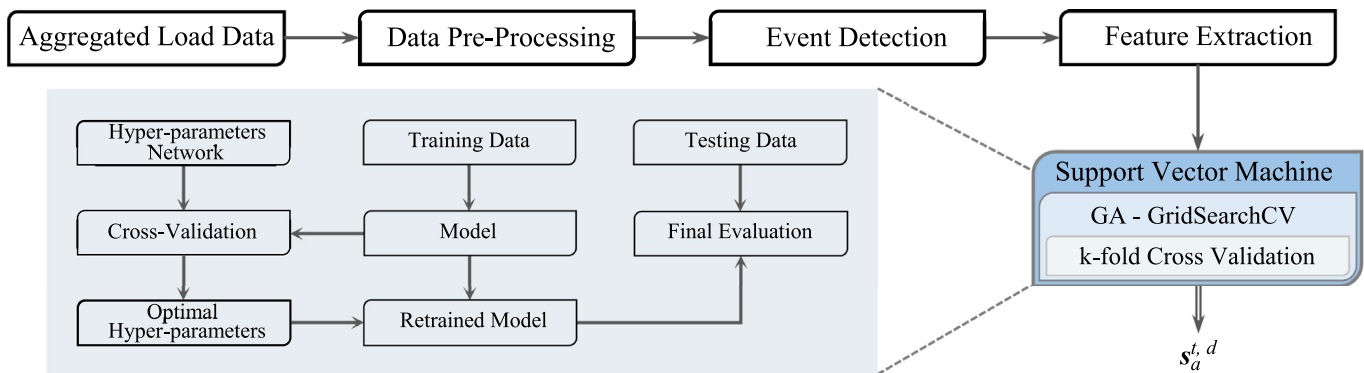 Aggregated Load Data
Data Pre-Processing
Event Detection
Feature Extraction
Hyper-parameters
Network
Training Data
Testing Data
Cross-Validation
Model
Final Evaluation
Optimal
Hyper-parameters
Retrained Model
Support Vector Machine
GA - GridSearchCV
k-fold Cross Validation
s_a^{t, d}